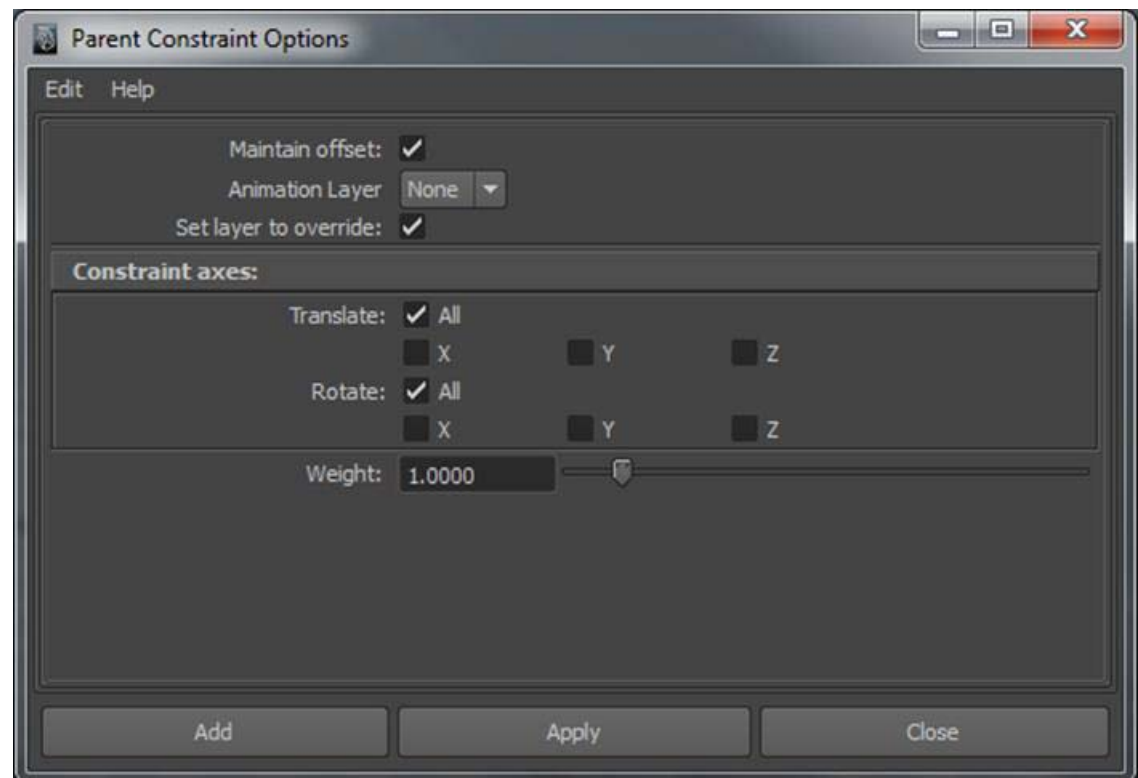 Parent Constraint Options
Edit Help
Maintain offset:
Animation Layer None
Set layer to override:
Constraint axes:
Translate: All
X Y Z
Rotate: All
X Y Z
Weight: 1.0000
Add Apply Close